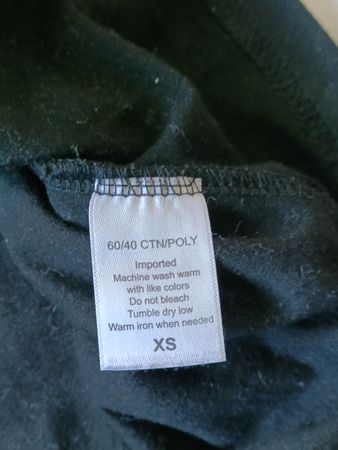 60/40 CTN/POLY
Imported
Machine wash warm
with like colors
Do not bleach
Tumble dry low
Warm iron when needed
XS